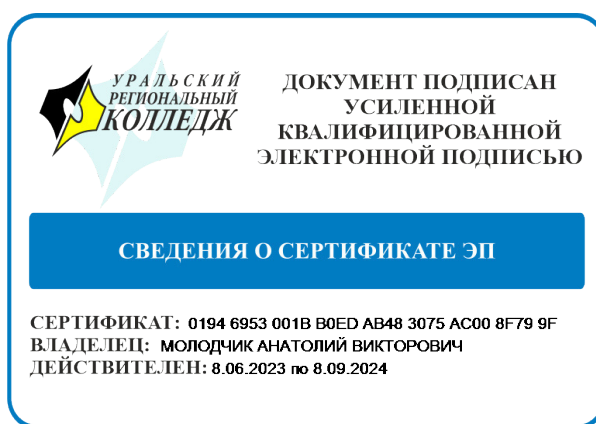 УРАЛЬСКИЙ
РЕГИОНАЛЬНЫЙ
КОЛЛЕДЖ
ДОКУМЕНТ ПОДПИСАН
УСИЛЕННОЙ
КВАЛИФИЦИРОВАННОЙ
ЭЛЕКТРОННОЙ ПОДПИСЬЮ
СВЕДЕНИЯ О СЕРТИФИКАТЕ ЭП
СЕРТИФИКАТ: 0194 6953 001B B0ED AB48 3075 AC00 8F79 9F
ВЛАДЕЛЕЦ: МОЛОДЧИК АНАТОЛИЙ ВИКТОРОВИЧ
ДЕЙСТВИТЕЛЕН: 8.06.2023 по 8.09.2024